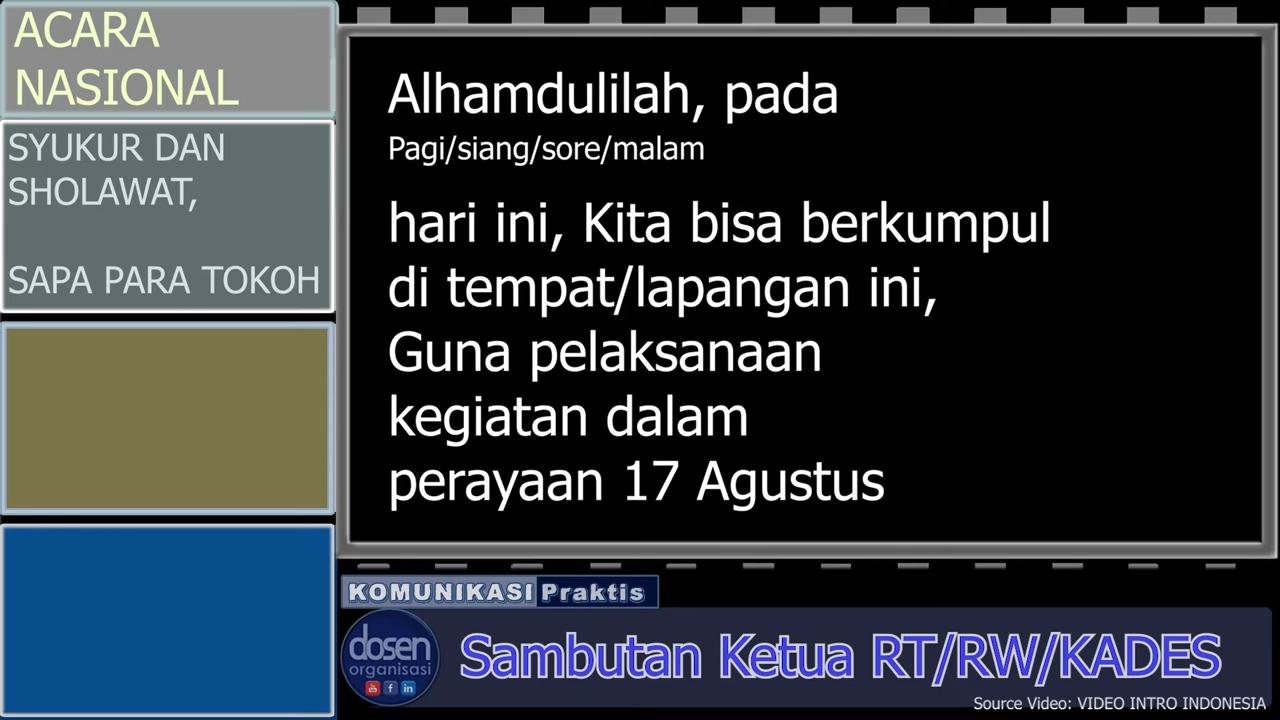 ACARA
NASIONAL
SYUKUR DAN
SHOLAWAT,
SAPA PARA TOKOH
Alhamdulilah, pada
Pagi/siang/sore/malam
hari ini, Kita bisa berkumpul
di tempat/lapangan ini,
Guna pelaksanaan
kegiatan dalam
perayaan 17 Agustus
KOMUNIKASI Praktis
dosen
organisasi
Sambutan Ketua RT/RW/KADES
Source Video: VIDEO INTRO INDONESIA